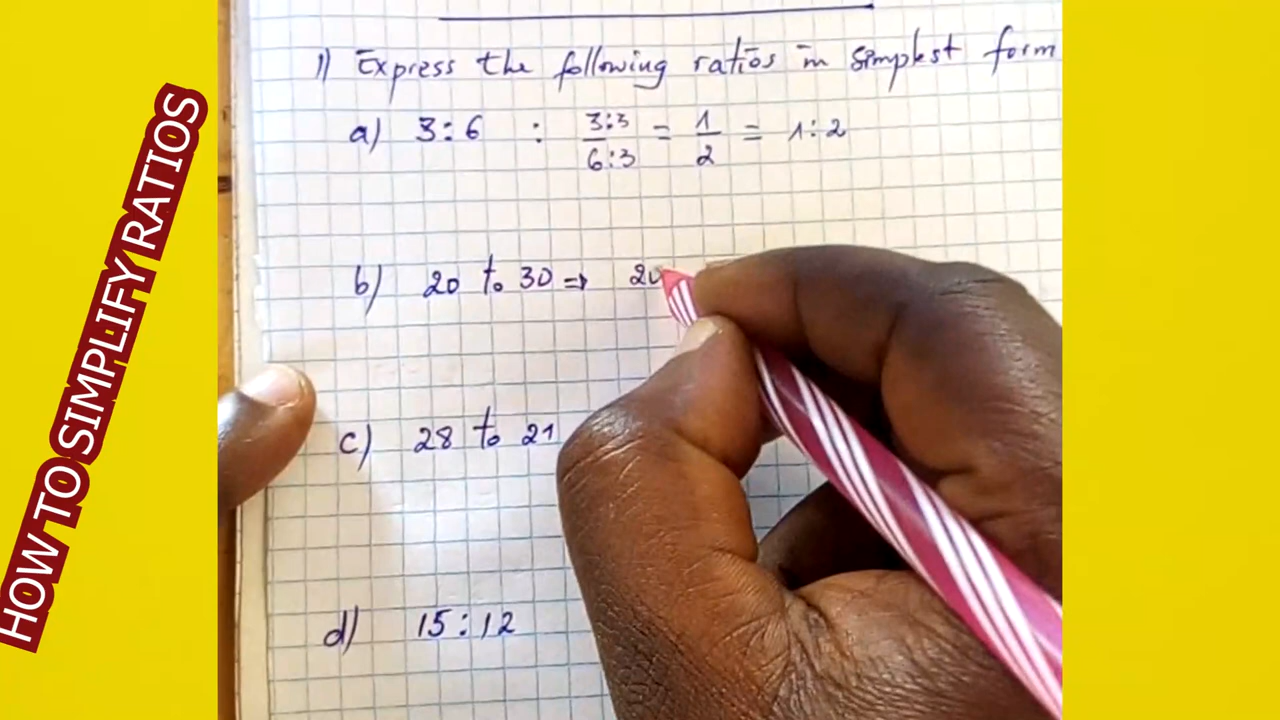 HOW TO SIMPLIFY RATIOS
1) Express the following ratios in simplest form
a) 3:6 : 3:3/6:3 = 1/2 = 1:2
b) 20 to 30 ⇒ 20
c) 28 to 21
d) 15:12